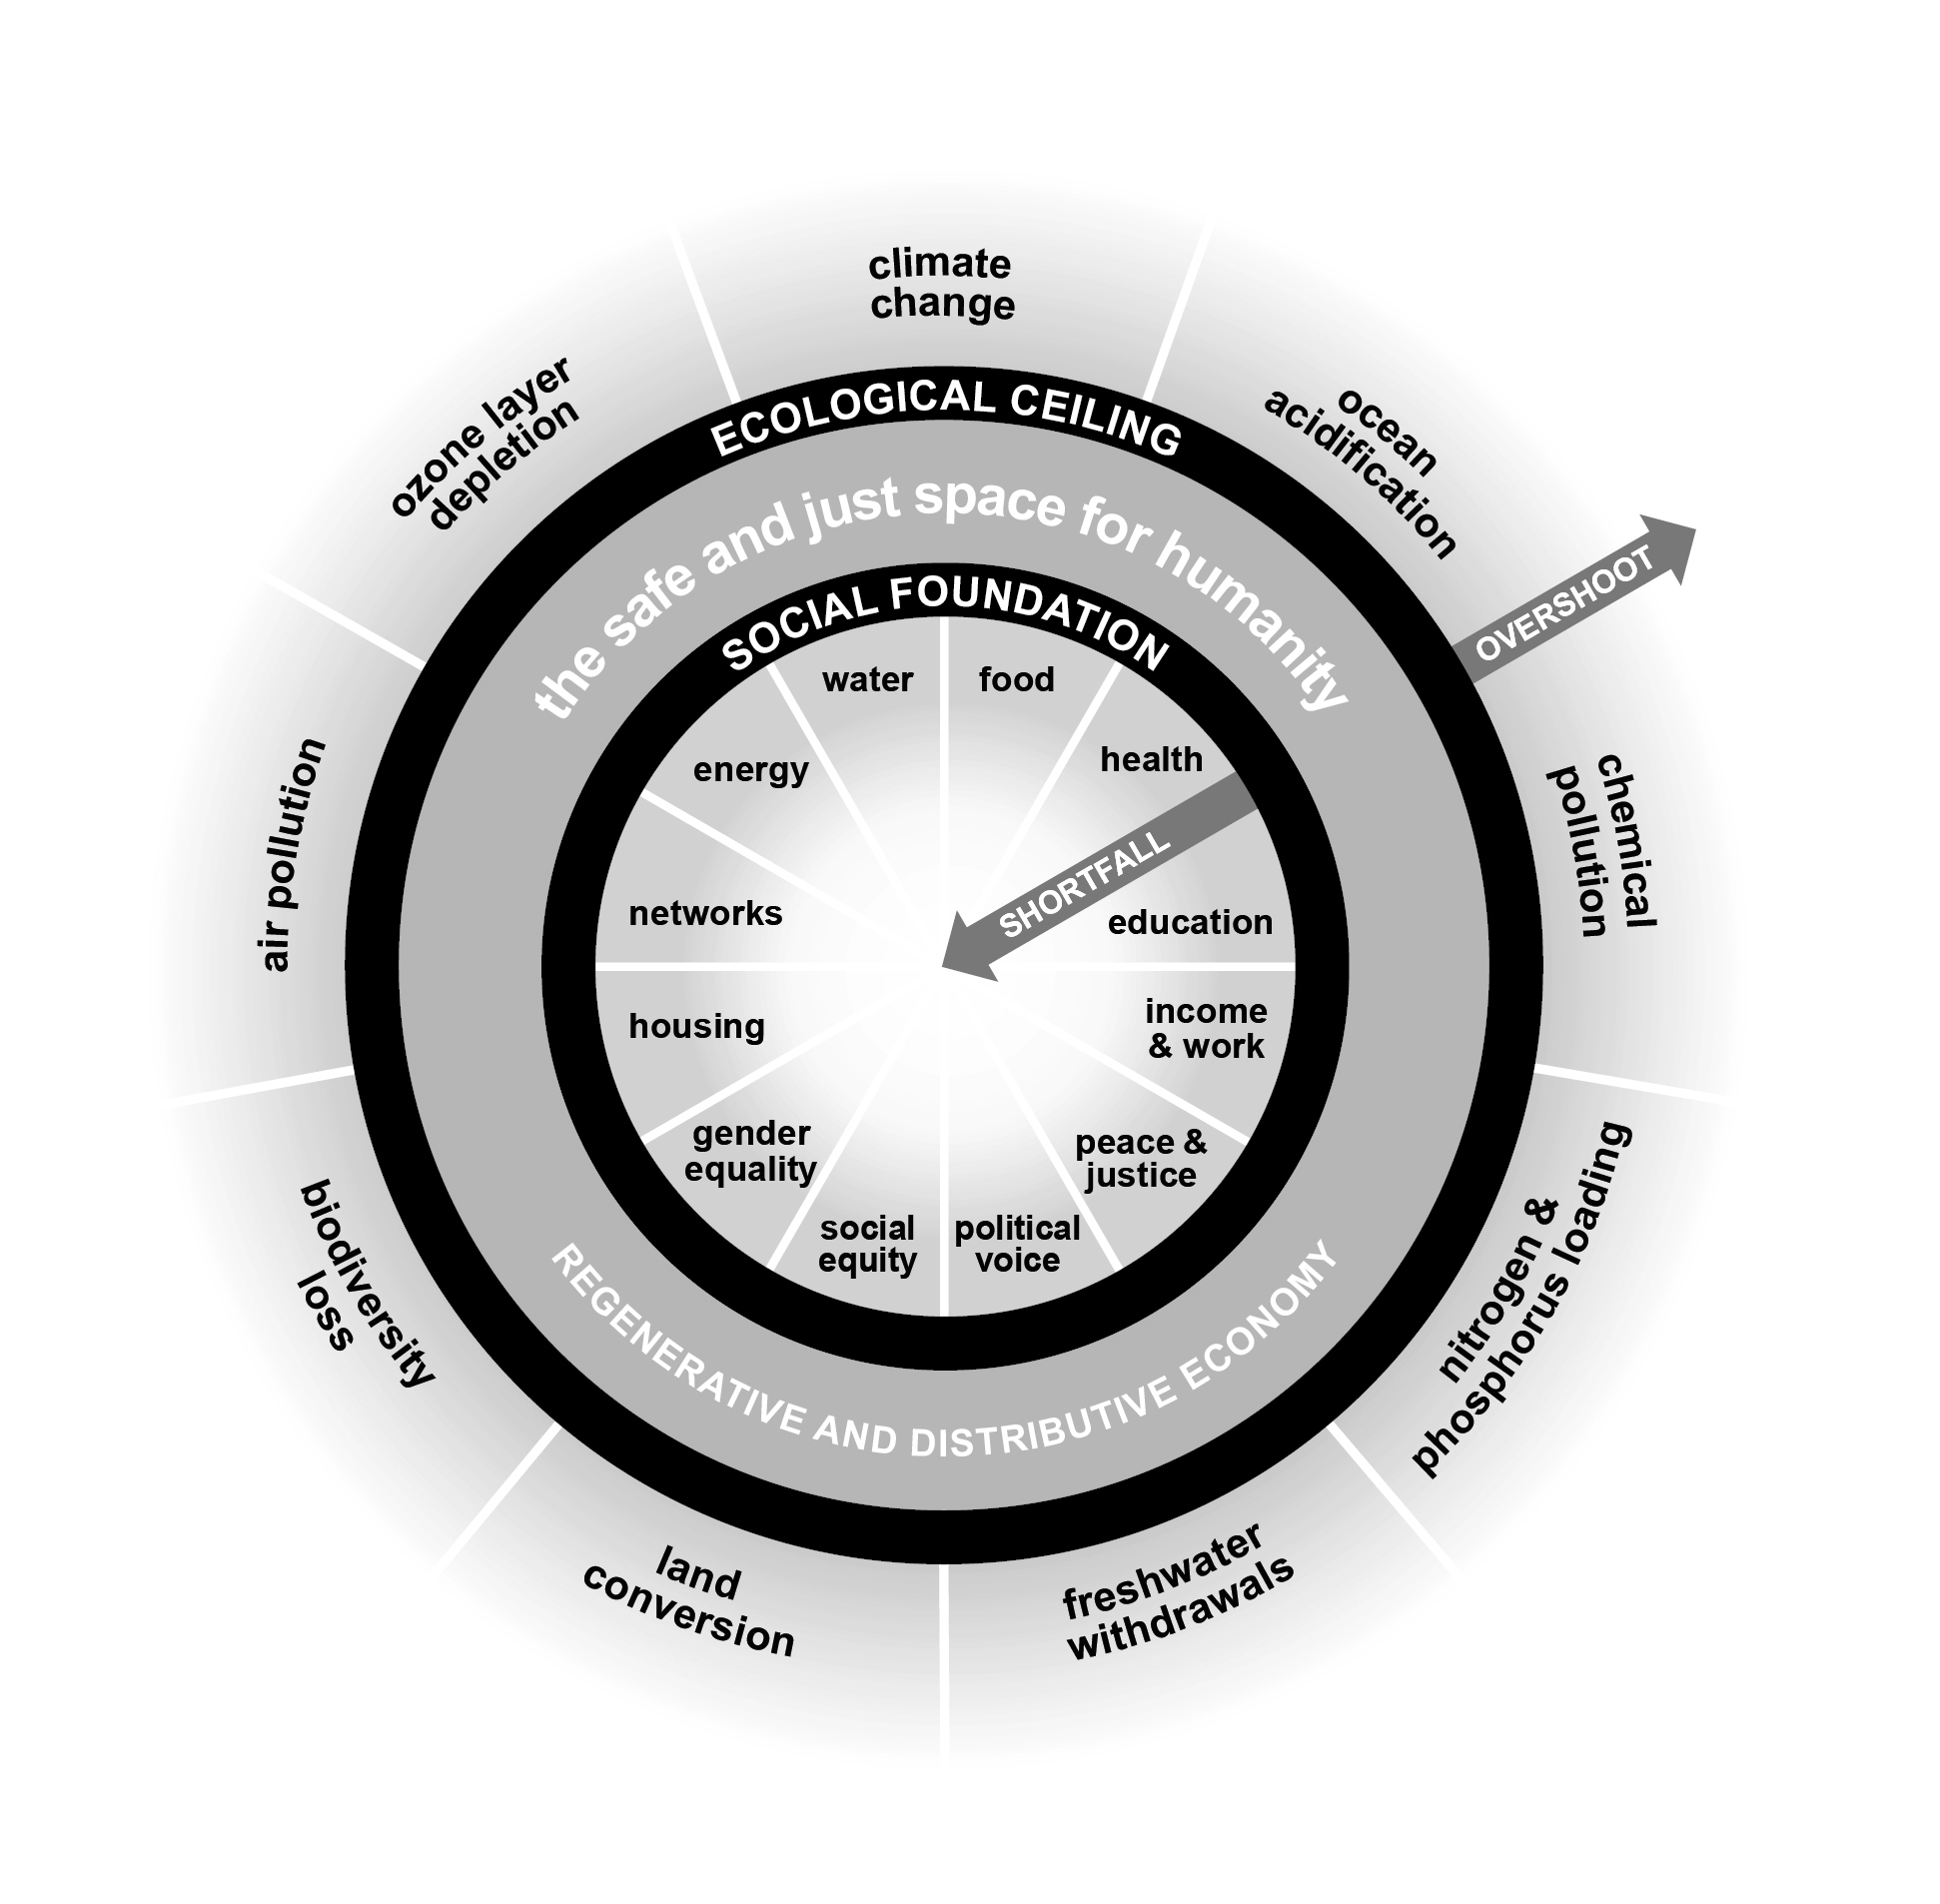 climate
change
ocean
acidification
chemical
pollution
nitrogen &
phosphorus loading
freshwater
withdrawals
land
conversion
biodiversity
loss
air pollution
ozone layer
depletion
OVERSHOOT
ECOLOGICAL CEILING
the safe and just space for humanity
SOCIAL FOUNDATION
water
food
health
SHORTFALL
education
income
& work
peace &
justice
political
voice
social
equity
gender
equality
housing
networks
energy
REGENERATIVE AND DISTRIBUTIVE ECONOMY